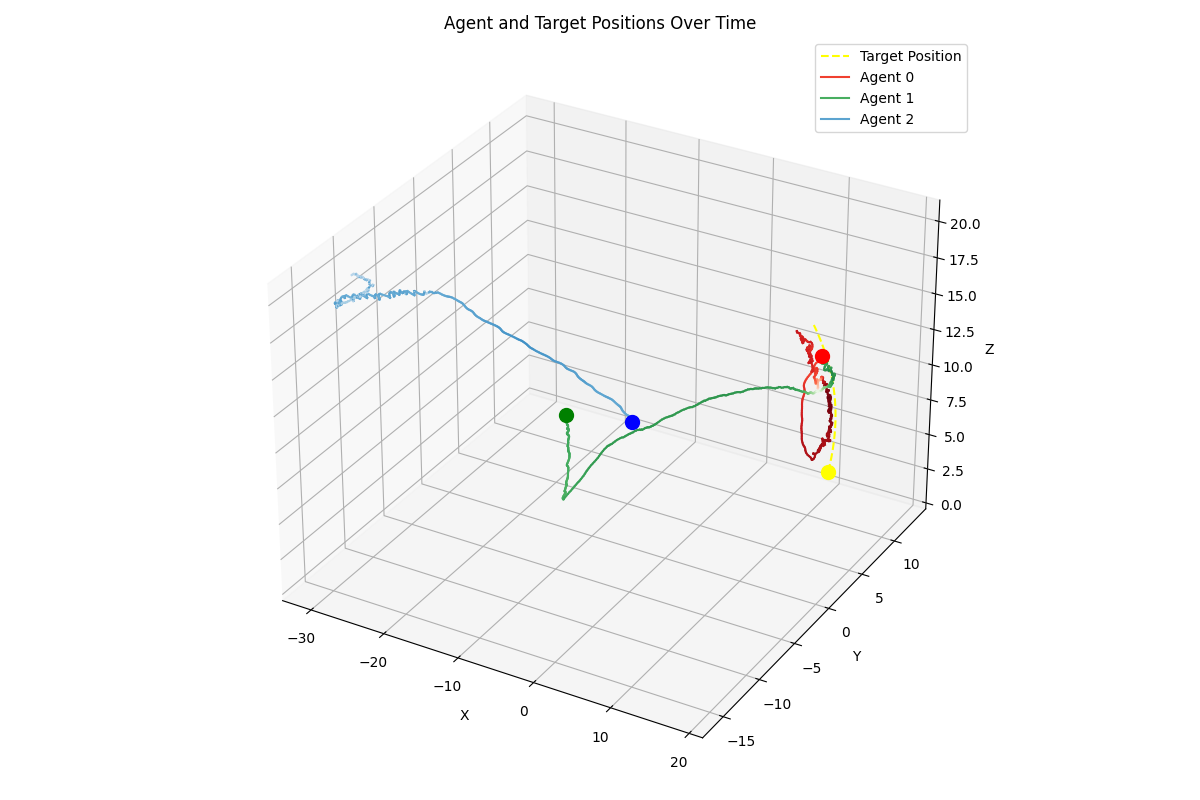 Agent and Target Positions Over Time
Target Position
Agent 0
Agent 1
Agent 2
20.0
17.5
15.0
12.5
10.0
7.5
5.0
2.5
0.0
Z
10
5
0
−5
−10
−15
Y
−30
−20
−10
0
10
20
X